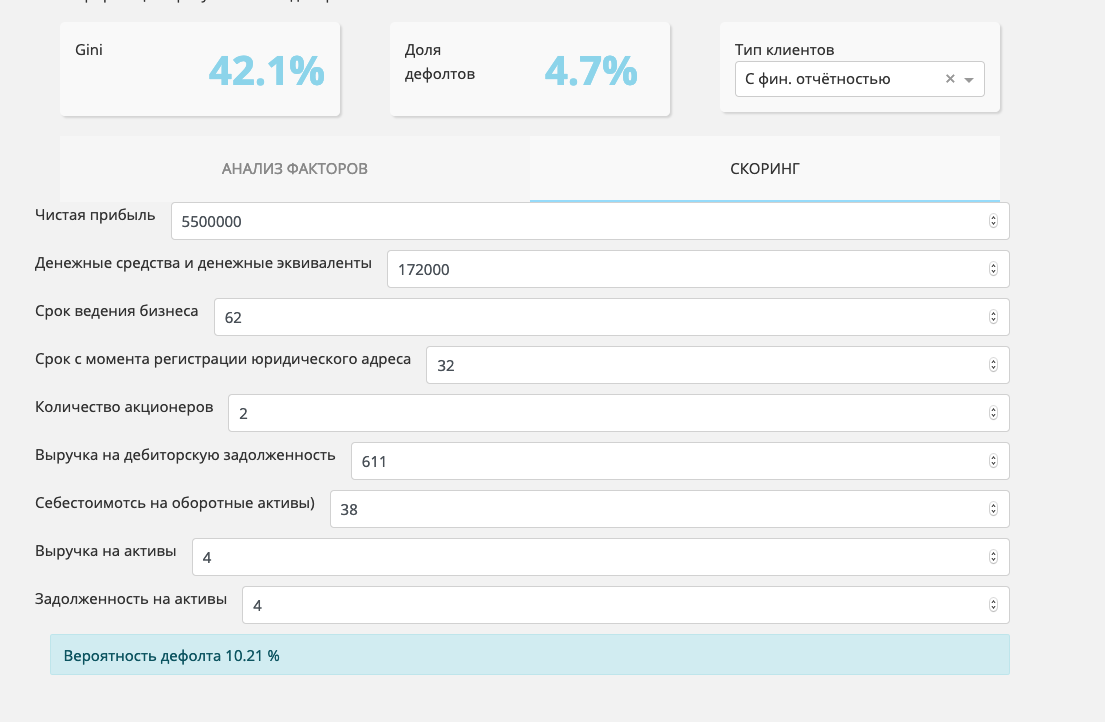 Gini
42.1%
Доля
дефолтов
4.7%
Тип клиентов
С фин. отчётностью
×
АНАЛИЗ ФАКТОРОВ
СКОРИНГ
Чистая прибыль
5500000
Денежные средства и денежные эквиваленты
172000
Срок ведения бизнеса
62
Срок с момента регистрации юридического адреса
32
Количество акционеров
2
Выручка на дебиторскую задолженность
611
Себестоимотсь на оборотные активы)
38
Выручка на активы
4
Задолженность на активы
4
Вероятность дефолта 10.21 %